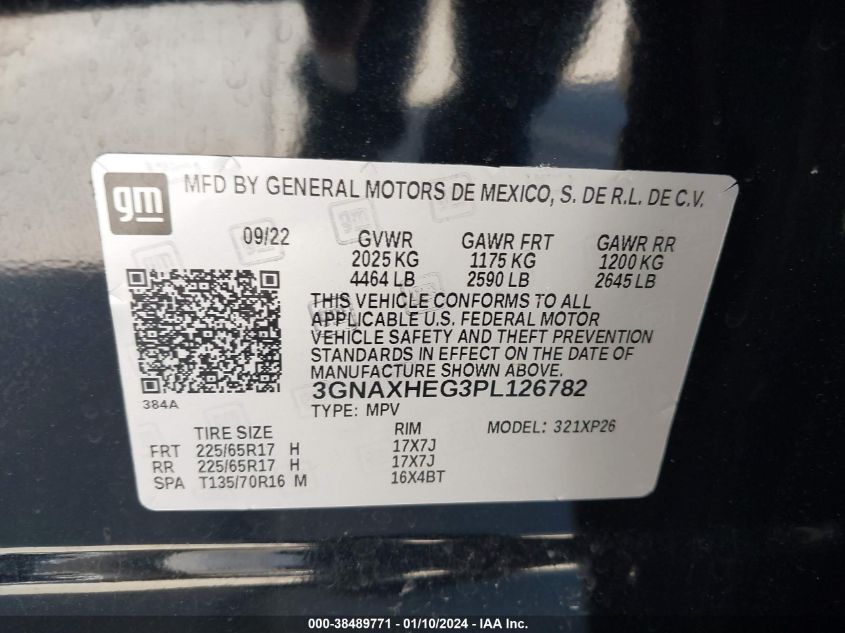 gm
MFD BY GENERAL MOTORS DE MEXICO, S. DE R.L. DE C.V.
09/22 GVWR GAWR FRT GAWR RR
2025 KG 1175 KG 1200 KG
4464 LB 2590 LB 2645 LB
THIS VEHICLE CONFORMS TO ALL
APPLICABLE U.S. FEDERAL MOTOR
VEHICLE SAFETY AND THEFT PREVENTION
STANDARDS IN EFFECT ON THE DATE OF
MANUFACTURE SHOWN ABOVE.
3GNAXHEG3PL126782
384A
TYPE: MPV
TIRE SIZE RIM MODEL: 321XP26
FRT 225/65R17 H 17X7J
RR 225/65R17 H 17X7J
SPA T135/70R16 M 16X4BT
000-38489771 - 01/10/2024 - IAA Inc.